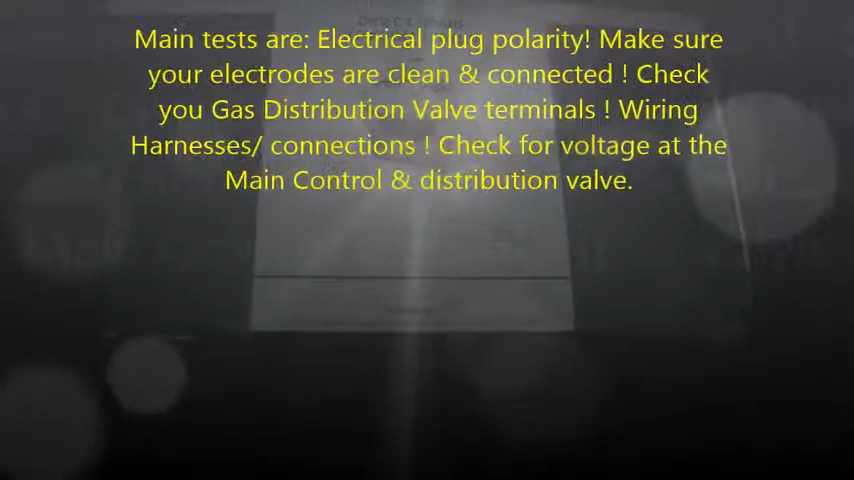 Main tests are: Electrical plug polarity! Make sure
your electrodes are clean & connected ! Check
you Gas Distribution Valve terminals ! Wiring
Harnesses/ connections ! Check for voltage at the
Main Control & distribution valve.